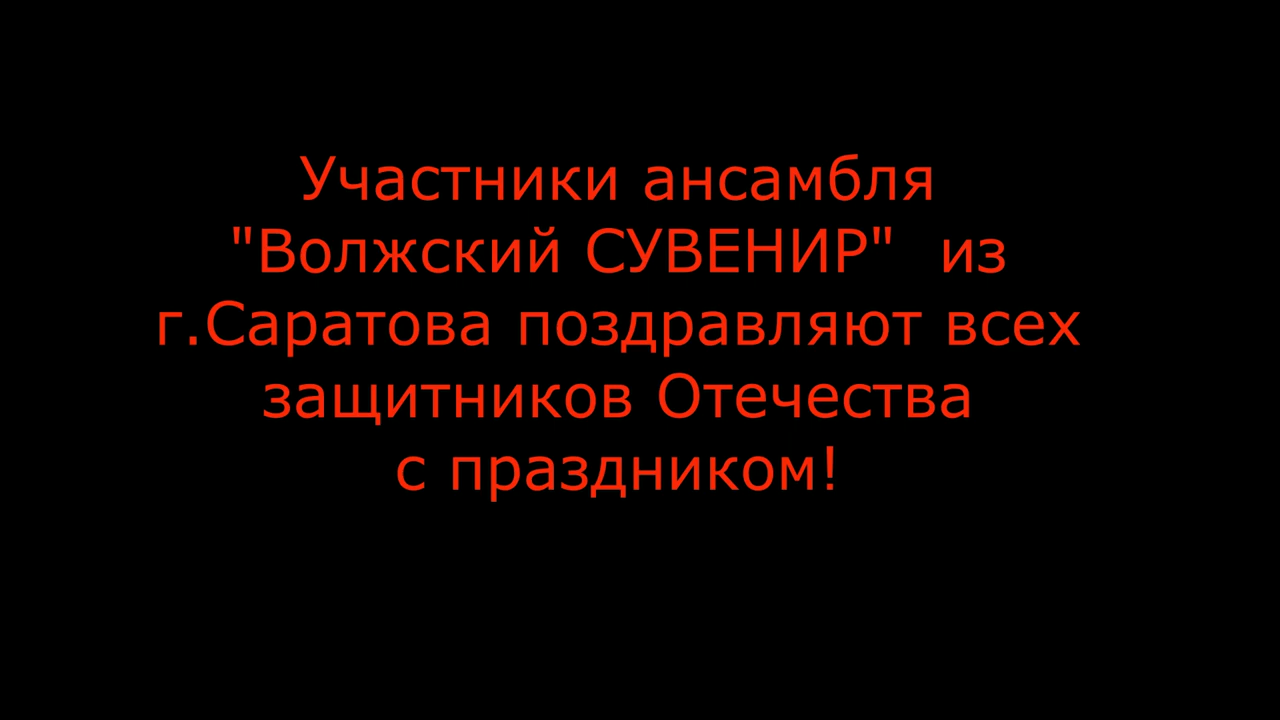 Участники ансамбля
"Волжский СУВЕНИР"  из
г.Саратова поздравляют всех
защитников Отечества
с праздником!